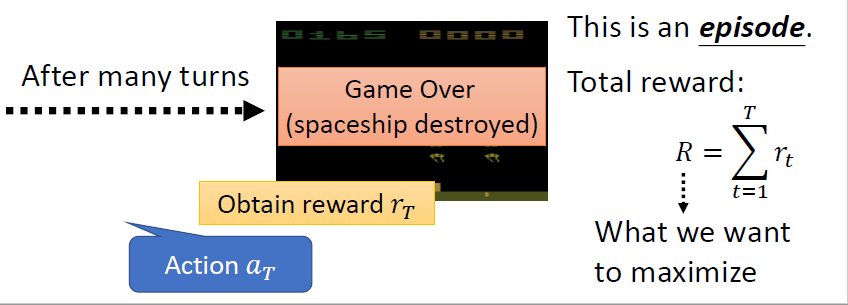 After many turns
0165 0000
Game Over
(spaceship destroyed)
Obtain reward r_T
Action a_T
This is an episode.
Total reward:
R = \sum_{t=1}^{T} r_t
What we want
to maximize